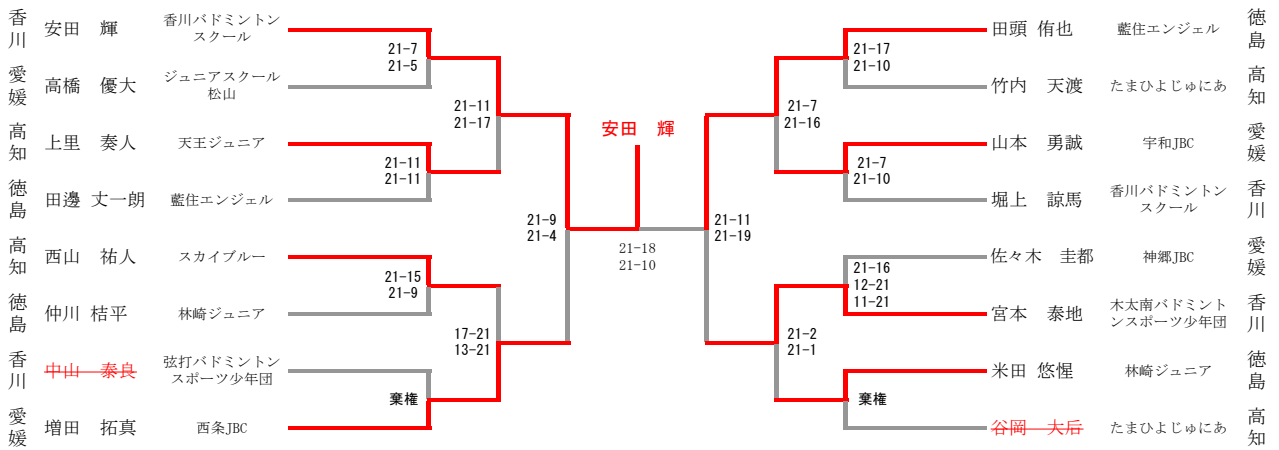 香川 安田　輝 香川バドミントン
スクール
21-7
21-5
愛媛 高橋　優大 ジュニアスクール
松山
21-11
21-17
高知 上里　奏人 天王ジュニア
21-11
21-11
徳島 田邊 丈一朗 藍住エンジェル
21-9
21-4
高知 西山　祐人 スカイブルー
21-15
21-9
徳島 仲川 桔平 林崎ジュニア
17-21
13-21
香川 中山　泰良 弦打バドミントン
スポーツ少年団
棄権
愛媛 増田　拓真 西条JBC
安田　輝
21-18
21-10
田頭 侑也 藍住エンジェル 徳島
21-17
21-10
竹内　天渡 たまひよじゅにあ 高知
21-7
21-16
山本　勇誠 宇和JBC 愛媛
21-7
21-10
堀上　諒馬 香川バドミントン
スクール 香川
21-11
21-19
佐々木　圭都 神郷JBC 愛媛
21-16
12-21
11-21
宮本　泰地 木太南バドミント
ンスポーツ少年団 香川
21-2
21-1
米田 悠惺 林崎ジュニア 徳島
棄権
谷岡　大后 たまひよじゅにあ 高知